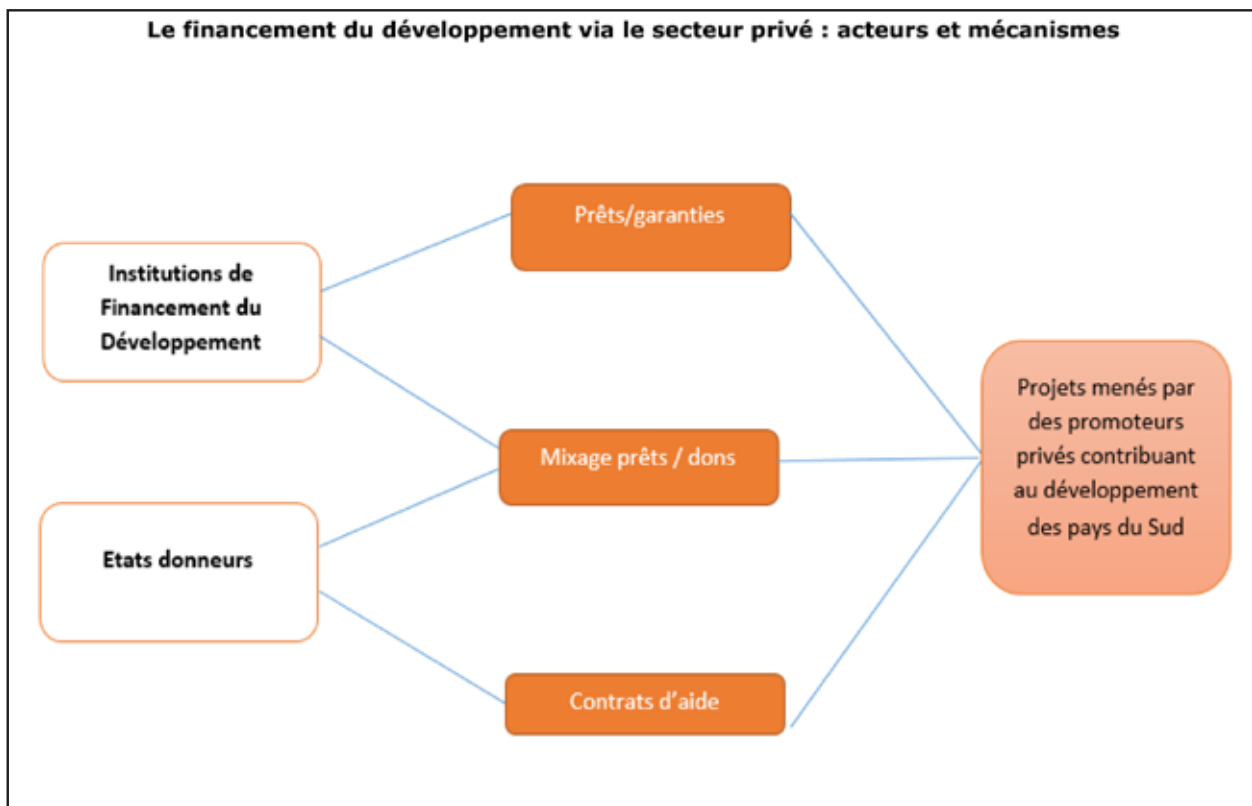 Le financement du développement via le secteur privé : acteurs et mécanismes
Prêts/garanties
Institutions de
Financement du
Développement
Mixage prêts / dons
Projets menés par
des promoteurs
privés contribuant
au développement
des pays du Sud
Etats donneurs
Contrats d’aide